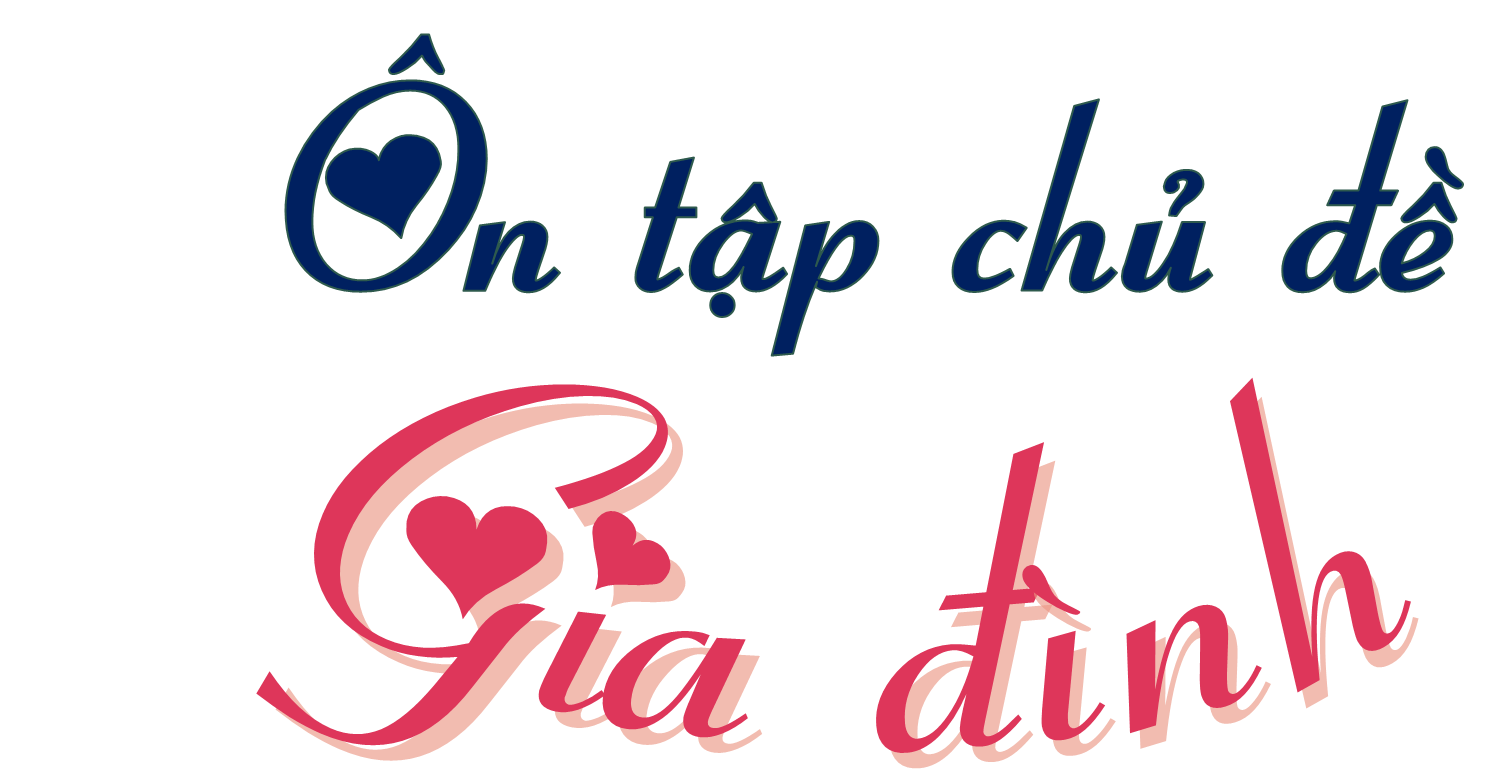 Ôn tập chủ đề
Gia đình